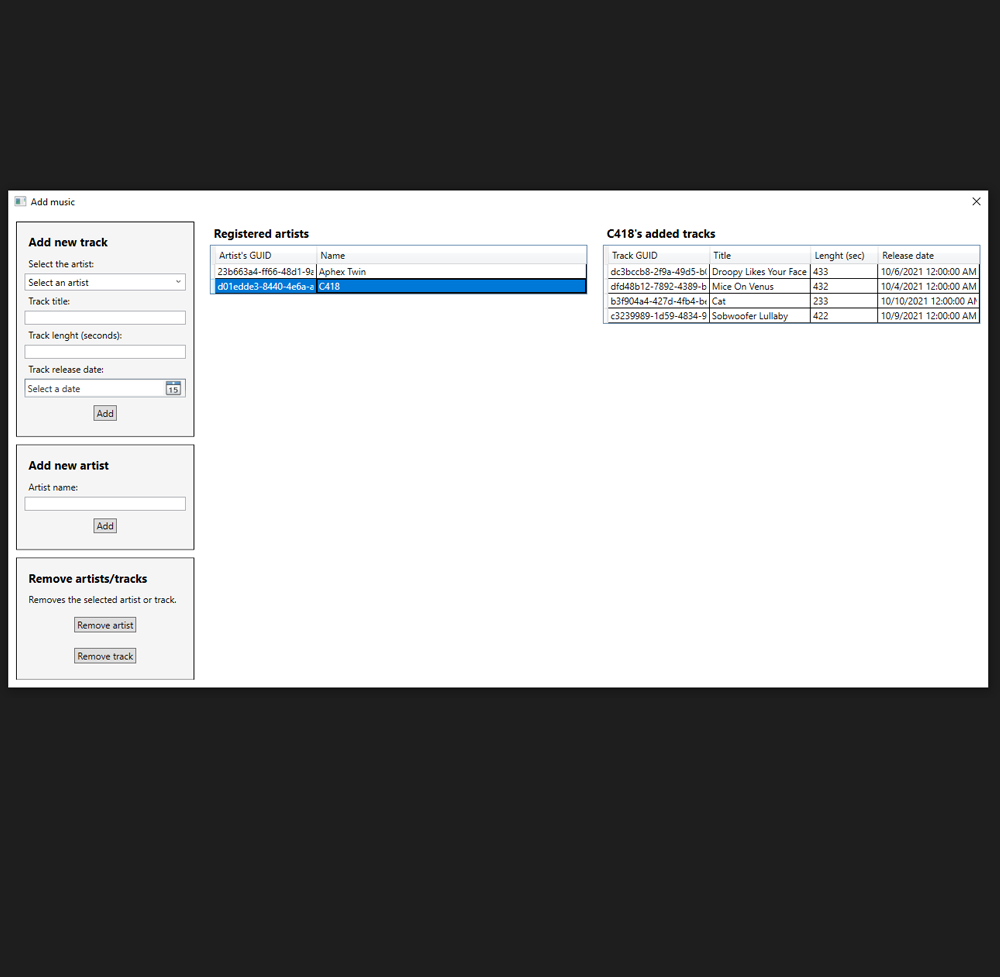 Add music
Add new track
Select the artist:
Select an artist
Track title:
Track lenght (seconds):
Track release date:
Select a date
15
Add
Add new artist
Artist name:
Add
Remove artists/tracks
Removes the selected artist or track.
Remove artist
Remove track
Registered artists
Artist's GUID Name
23b663a4-ff66-48d1-9a Aphex Twin
d01edde3-8440-4e6a-a C418
C418's added tracks
Track GUID Title Lenght (sec) Release date
dc3bccb8-2f9a-49d5-b0 Droopy Likes Your Face 433 10/6/2021 12:00:00 AM
dfd48b12-7892-4389-b Mice On Venus 432 10/4/2021 12:00:00 AM
b3f904a4-427d-4fb4-be Cat 233 10/10/2021 12:00:00 AM
c3239989-1d59-4834-9 Sobwoofer Lullaby 422 10/9/2021 12:00:00 AM